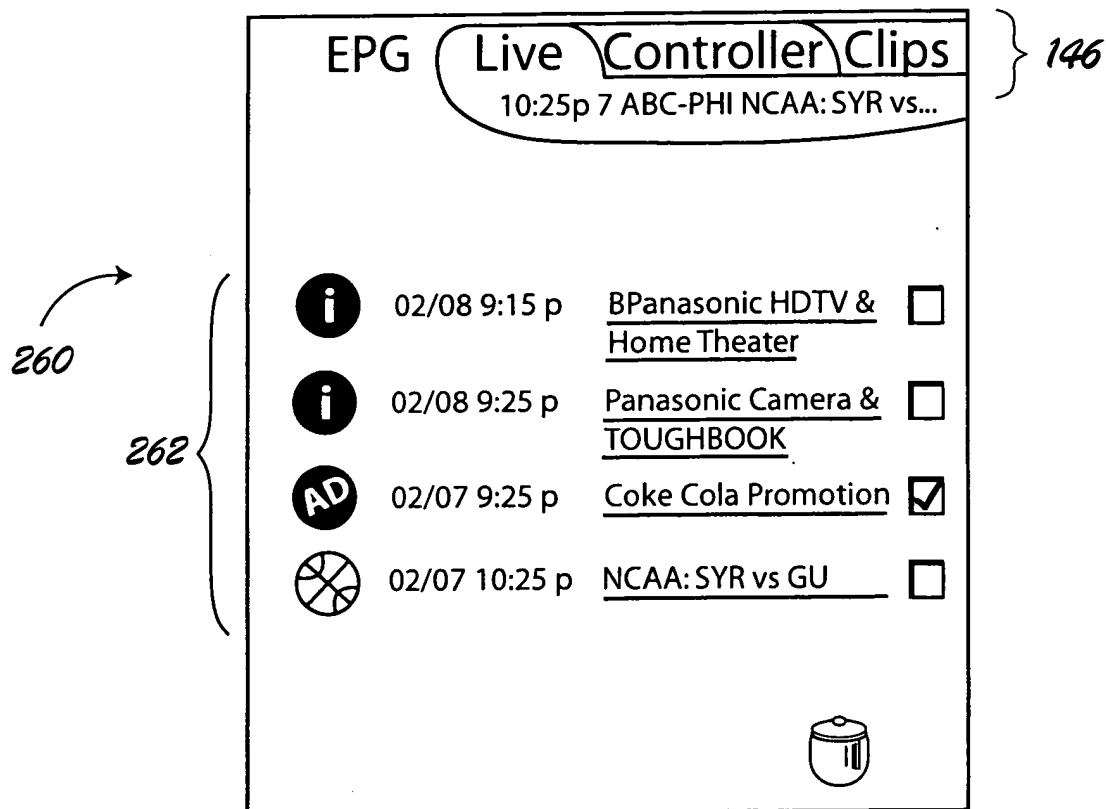 EPG Live Controller Clips
146
10:25p 7 ABC-PHI NCAA: SYR vs...
260
262
i 02/08 9:15 p BPanasonic HDTV &
Home Theater
i 02/08 9:25 p Panasonic Camera &
TOUGHBOOK
AD 02/07 9:25 p Coke Cola Promotion
02/07 10:25 p NCAA: SYR vs GU